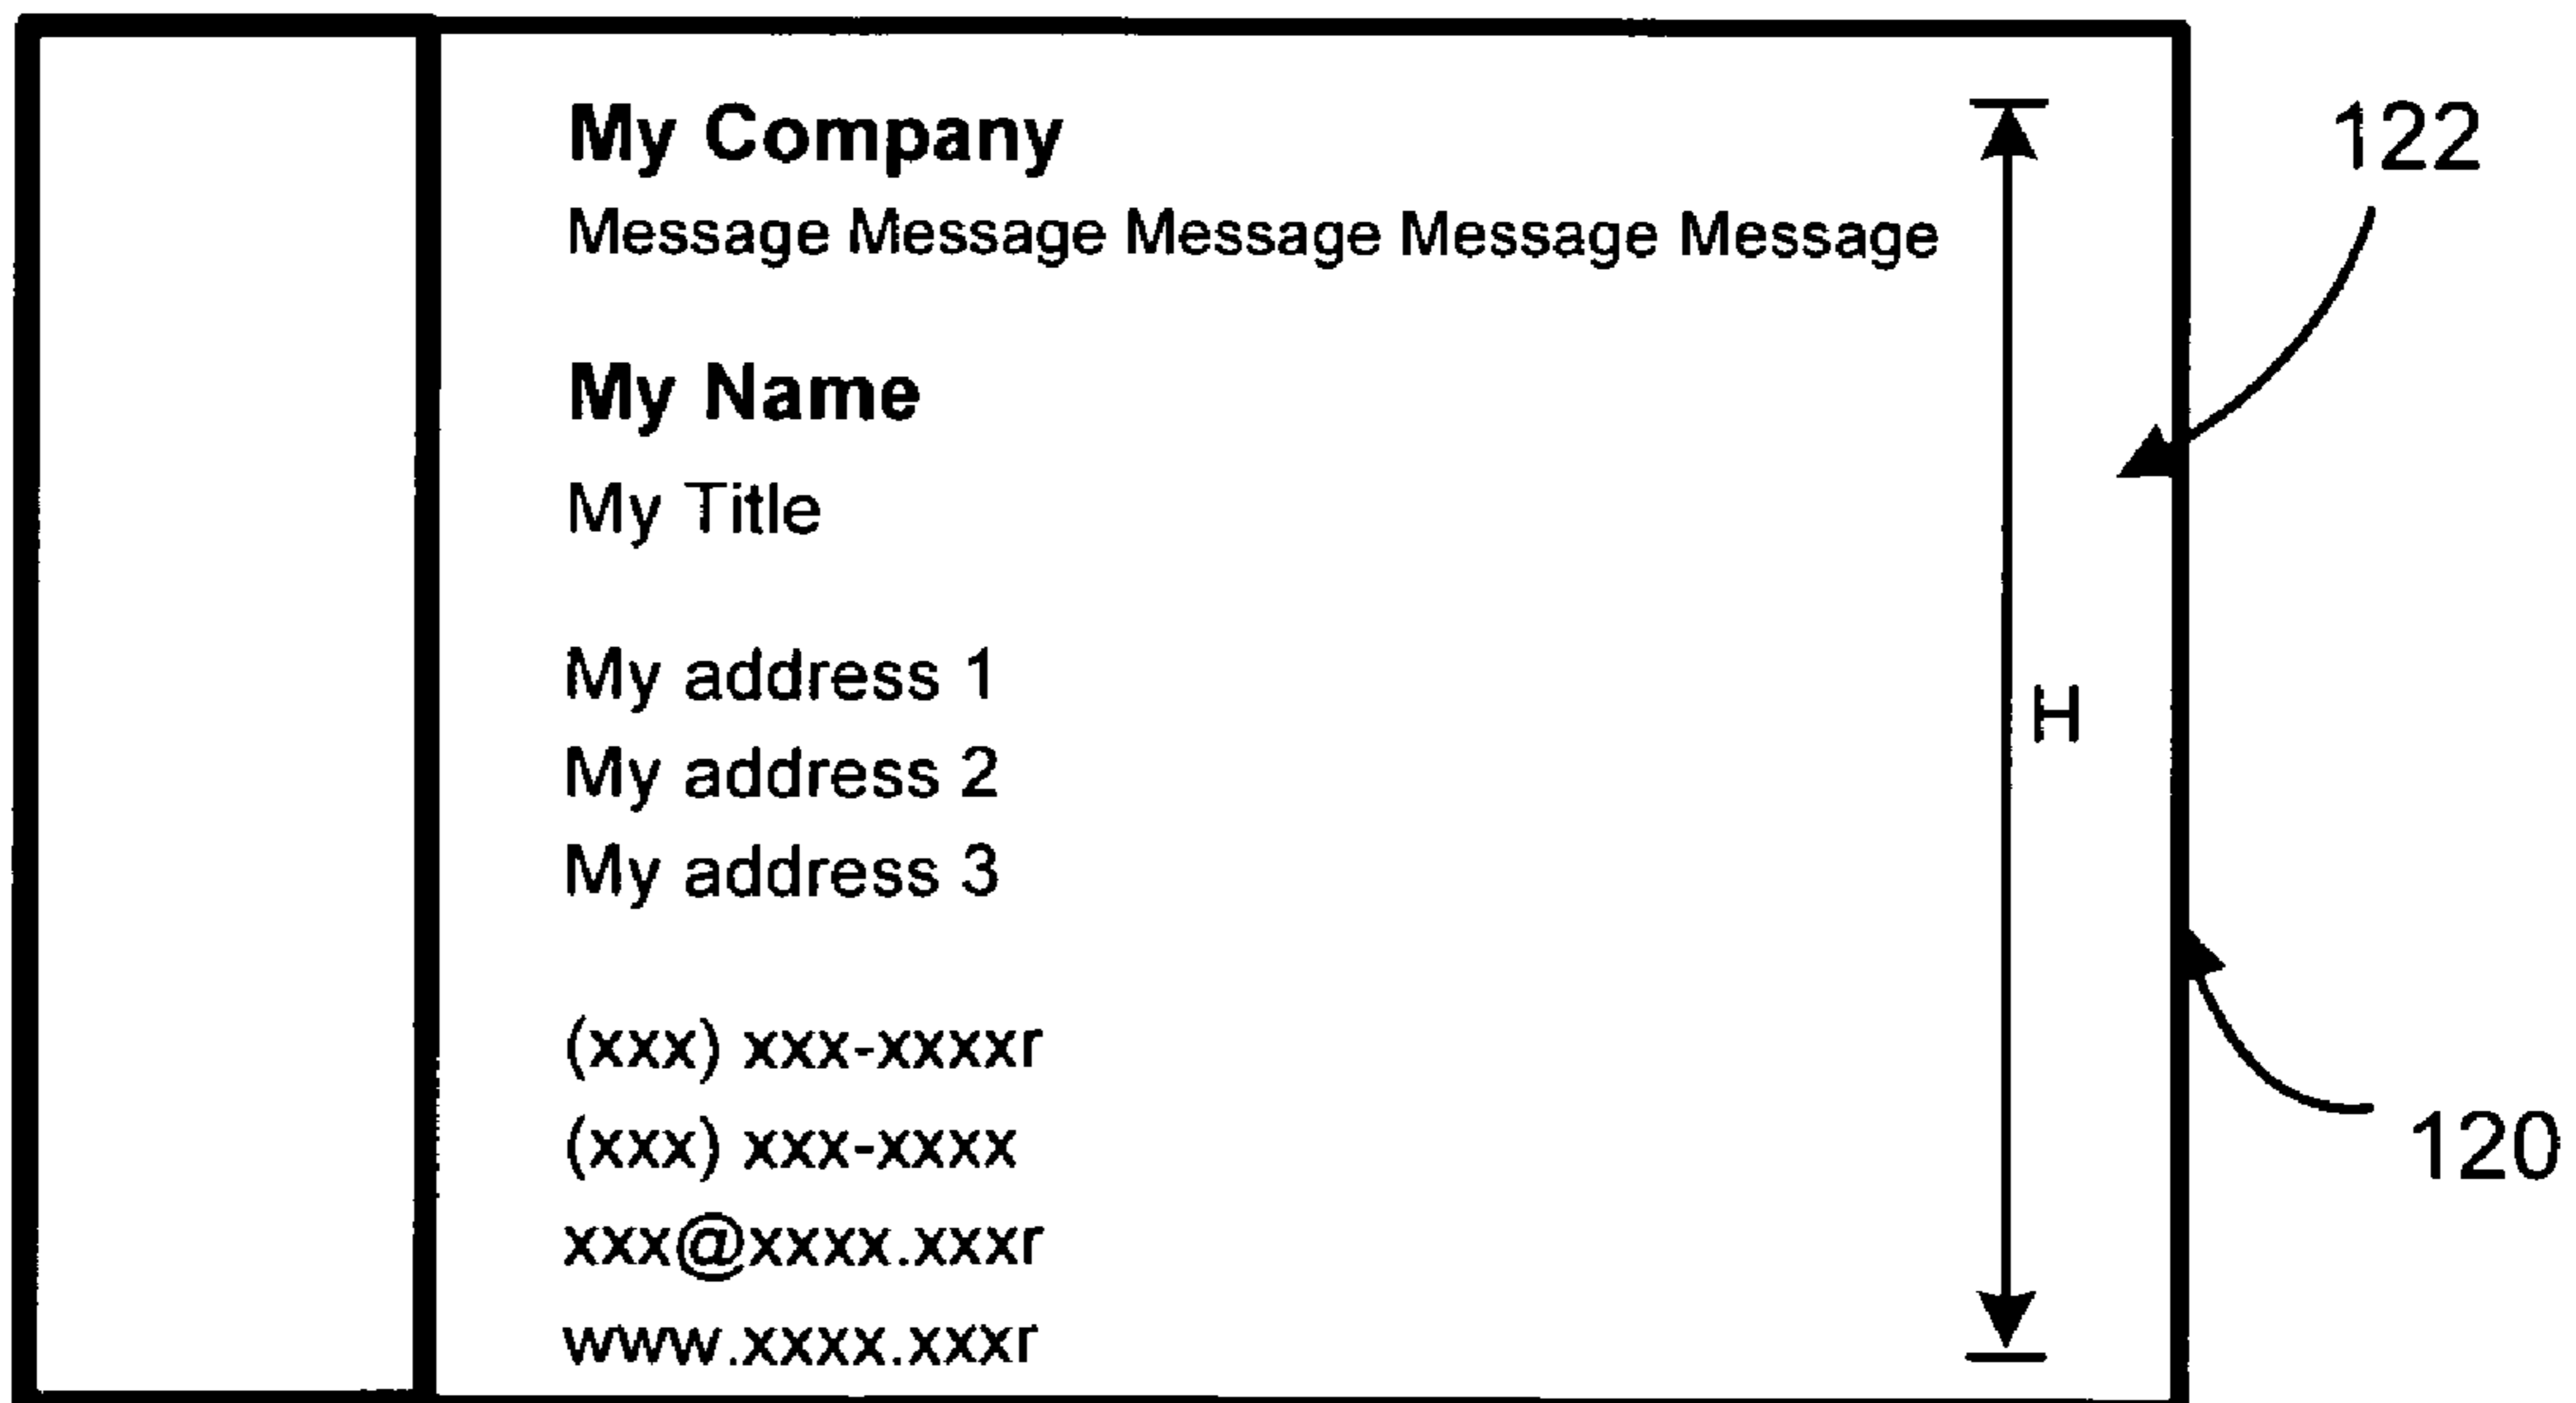 My Company
Message Message Message Message Message
My Name
My Title
My address 1
My address 2
My address 3
(xxx) xxx-xxxxr
(xxx) xxx-xxxx
xxx@xxxx.xxxr
www.xxxx.xxxr
H
122
120